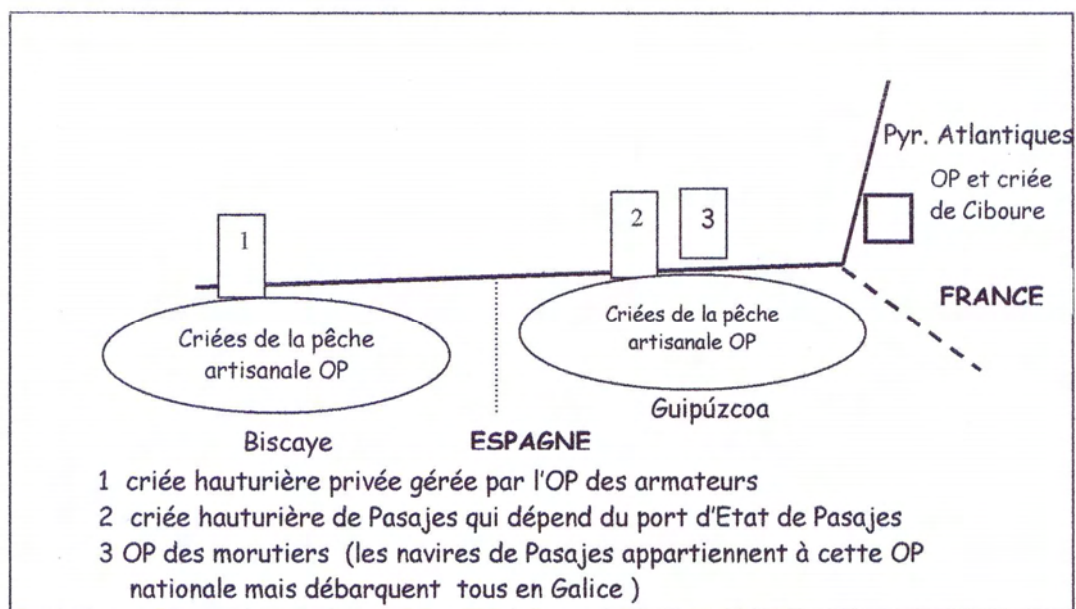 Pyr. Atlantiques
OP et criée
de Ciboure
1
2
3
FRANCE
Criées de la pêche
artisanale OP
Criées de la pêche
artisanale OP
Guipúzcoa
Biscaye
ESPAGNE
1 criée hauturière privée gérée par l'OP des armateurs
2 criée hauturière de Pasajes qui dépend du port d'Etat de Pasajes
3 OP des morutiers (les navires de Pasajes appartiennent à cette OP
nationale mais débarquent tous en Galice )